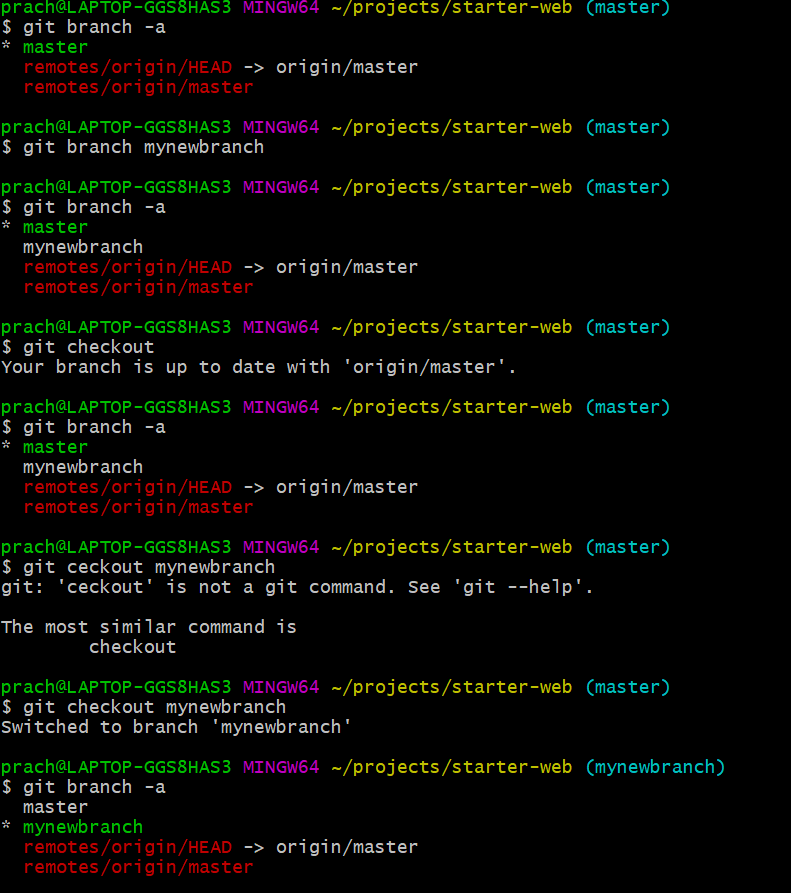 prach@LAPTOP-GGS8HAS3 MINGW64 ~/projects/starter-web (master)
$ git branch -a
* master
  remotes/origin/HEAD -> origin/master
  remotes/origin/master

prach@LAPTOP-GGS8HAS3 MINGW64 ~/projects/starter-web (master)
$ git branch mynewbranch

prach@LAPTOP-GGS8HAS3 MINGW64 ~/projects/starter-web (master)
$ git branch -a
* master
  mynewbranch
  remotes/origin/HEAD -> origin/master
  remotes/origin/master

prach@LAPTOP-GGS8HAS3 MINGW64 ~/projects/starter-web (master)
$ git checkout
Your branch is up to date with 'origin/master'.

prach@LAPTOP-GGS8HAS3 MINGW64 ~/projects/starter-web (master)
$ git branch -a
* master
  mynewbranch
  remotes/origin/HEAD -> origin/master
  remotes/origin/master

prach@LAPTOP-GGS8HAS3 MINGW64 ~/projects/starter-web (master)
$ git ceckout mynewbranch
git: 'ceckout' is not a git command. See 'git --help'.

The most similar command is
        checkout

prach@LAPTOP-GGS8HAS3 MINGW64 ~/projects/starter-web (master)
$ git checkout mynewbranch
Switched to branch 'mynewbranch'

prach@LAPTOP-GGS8HAS3 MINGW64 ~/projects/starter-web (mynewbranch)
$ git branch -a
  master
* mynewbranch
  remotes/origin/HEAD -> origin/master
  remotes/origin/master